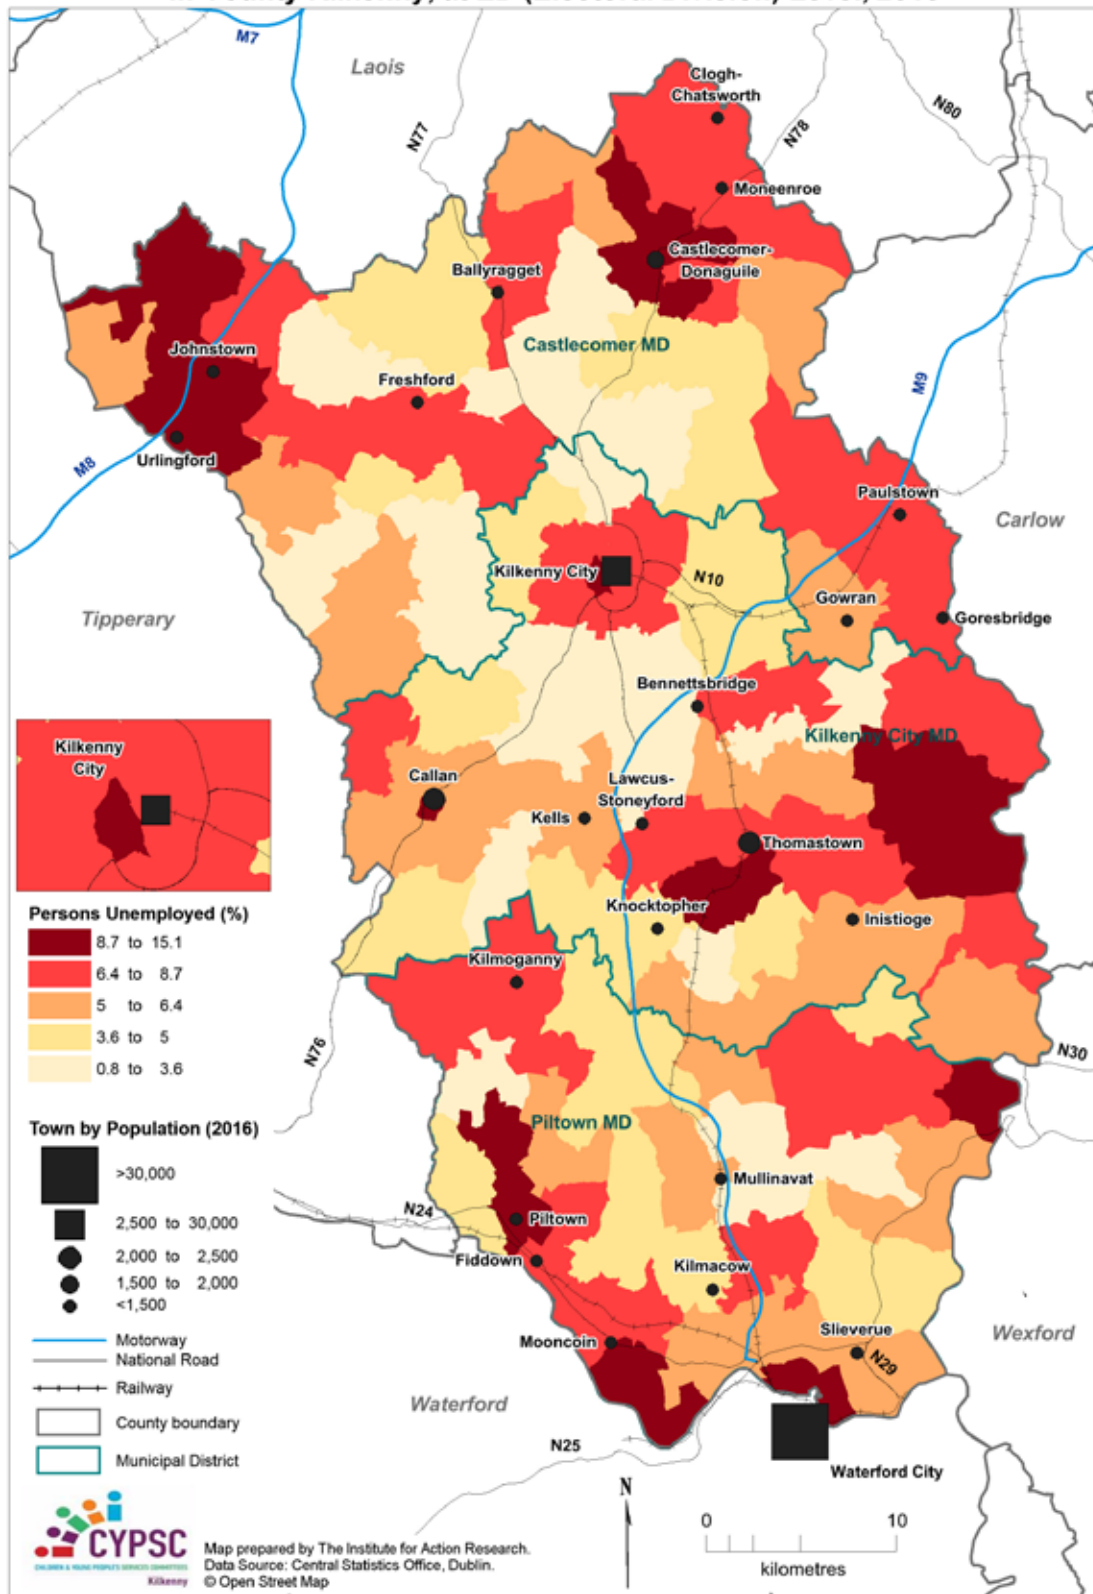 M7
Laois
Clogh-
Chatsworth
N77
N78
N80
Moneenroe
Castlecomer-
Donaguile
Ballyragget
Castlecomer MD
Johnstown
Freshford
M9
Urlingford
M8
Paulstown
Carlow
Kilkenny City
N10
Gowran
Goresbridge
Tipperary
Bennettsbridge
Kilkenny City MD
Kilkenny
City
Callan
Lawcus-
Stoneyford
Kells
Thomastown
Knocktopher
Inistioge
Kilmoganny
N76
N30
Persons Unemployed (%)
8.7 to 15.1
6.4 to 8.7
5 to 6.4
3.6 to 5
0.8 to 3.6
Piltown MD
Town by Population (2016)
>30,000
2,500 to 30,000
2,000 to 2,500
1,500 to 2,000
<1,500
Mullinavat
N24
Piltown
Fiddown
Kilmacow
Mooncoin
Slieverue
N29
Wexford
Waterford
N25
Waterford City
Motorway
National Road
Railway
County boundary
Municipal District
CYPSC
CHILDREN & YOUNG PEOPLE'S SERVICES COMMITTEES
Kilkenny
Map prepared by The Institute for Action Research.
Data Source: Central Statistics Office, Dublin.
© Open Street Map
N
0 10
kilometres